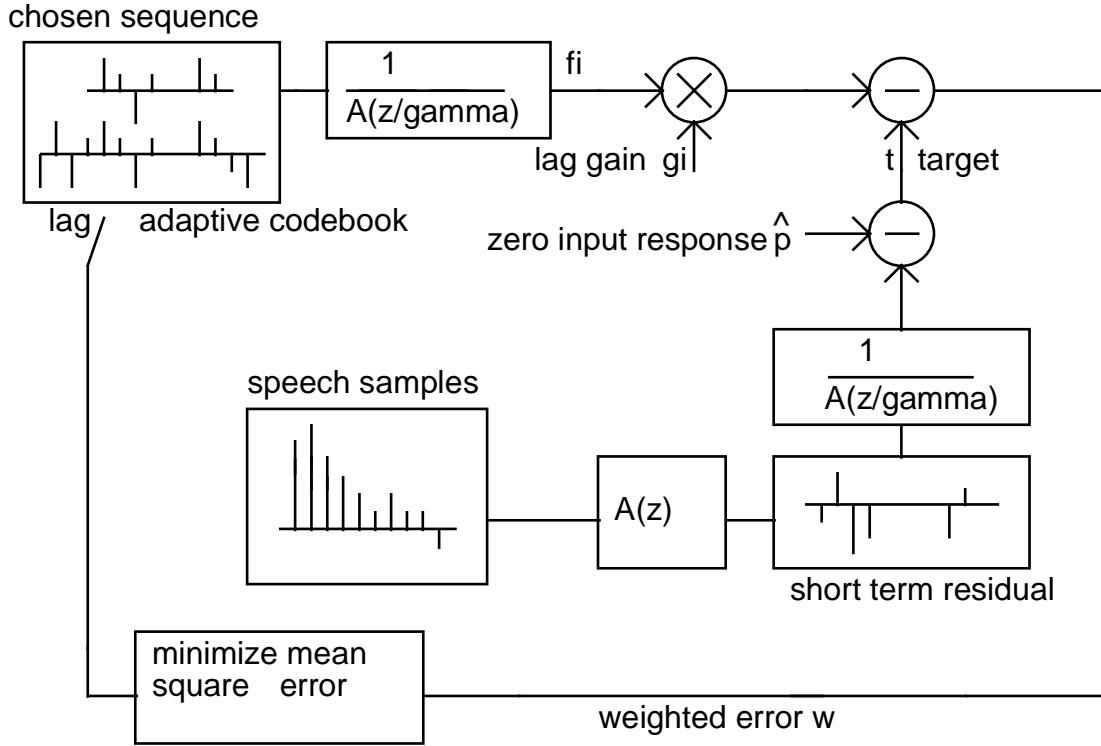 chosen sequence
1
A(z/gamma)
fi
lag gain gi
t target
lag adaptive codebook
zero input response p̂
1
A(z/gamma)
speech samples
A(z)
short term residual
minimize mean
square error
weighted error w